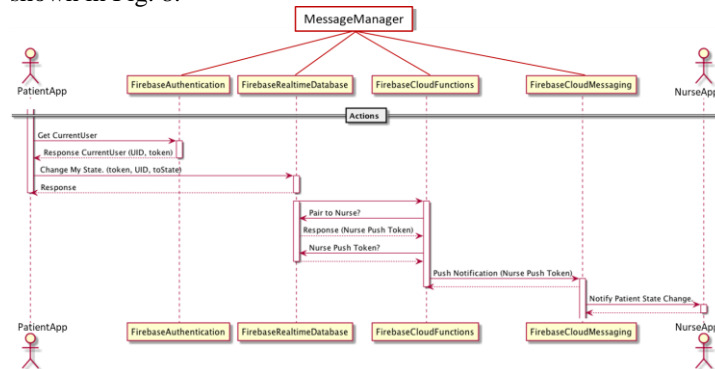 shown in Fig. 8.
MessageManager
PatientApp
FirebaseAuthentication
FirebaseRealtimeDatabase
FirebaseCloudFunctions
FirebaseCloudMessaging
NurseApp
Actions
Get CurrentUser
Response CurrentUser (UID, token)
Change My State. (token, UID, toState)
Response
Pair to Nurse?
Response (Nurse Push Token)
Nurse Push Token?
Push Notification (Nurse Push Token)
Notify Patient State Change.
PatientApp
FirebaseAuthentication
FirebaseRealtimeDatabase
FirebaseCloudFunctions
FirebaseCloudMessaging
NurseApp